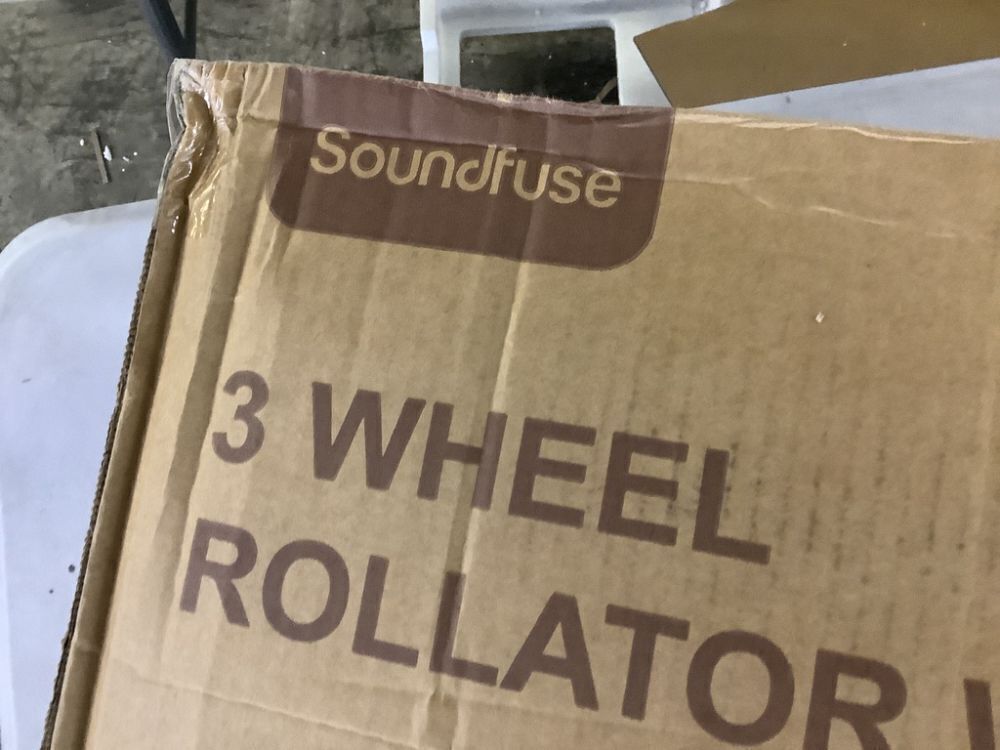 Soundfuse
3 WHEEL
ROLLATOR